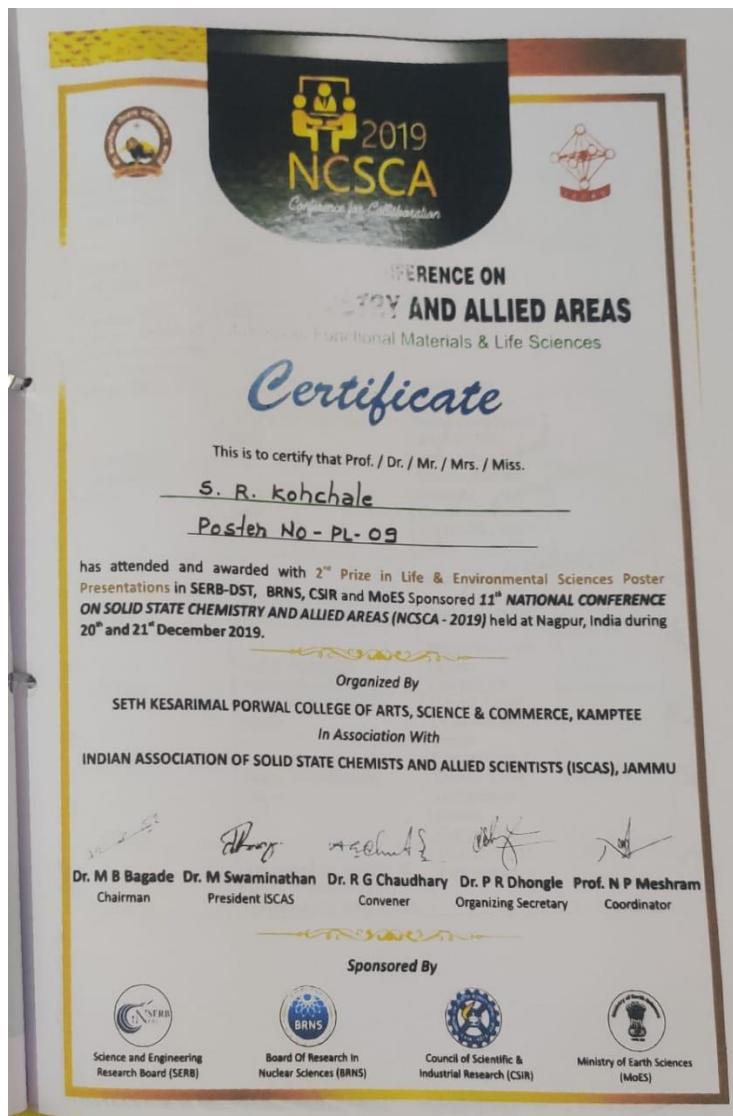 2019
NCSCA
Conference for Collaboration
FERENCE ON
TRY AND ALLIED AREAS
Functional Materials & Life Sciences
Certificate
This is to certify that Prof. / Dr. / Mr. / Mrs. / Miss.
S. R. Kohchale
Poster No - PL-09
has attended and awarded with 2nd Prize in Life & Environmental Sciences Poster
Presentations in SERB-DST, BRNS, CSIR and MoES Sponsored 11th NATIONAL CONFERENCE
ON SOLID STATE CHEMISTRY AND ALLIED AREAS (NCSCA - 2019) held at Nagpur, India during
20th and 21st December 2019.
Organized By
SETH KESARIMAL PORWAL COLLEGE OF ARTS, SCIENCE & COMMERCE, KAMPTEE
In Association With
INDIAN ASSOCIATION OF SOLID STATE CHEMISTS AND ALLIED SCIENTISTS (ISCAS), JAMMU
Dr. M B Bagade Dr. M Swaminathan Dr. R G Chaudhary Dr. P R Dhongle Prof. N P Meshram
Chairman President ISCAS Convener Organizing Secretary Coordinator
Sponsored By
SERB BRNS
Science and Engineering Board Of Research In Council of Scientific & Ministry of Earth Sciences
Research Board (SERB) Nuclear Sciences (BRNS) Industrial Research (CSIR) (MoES)